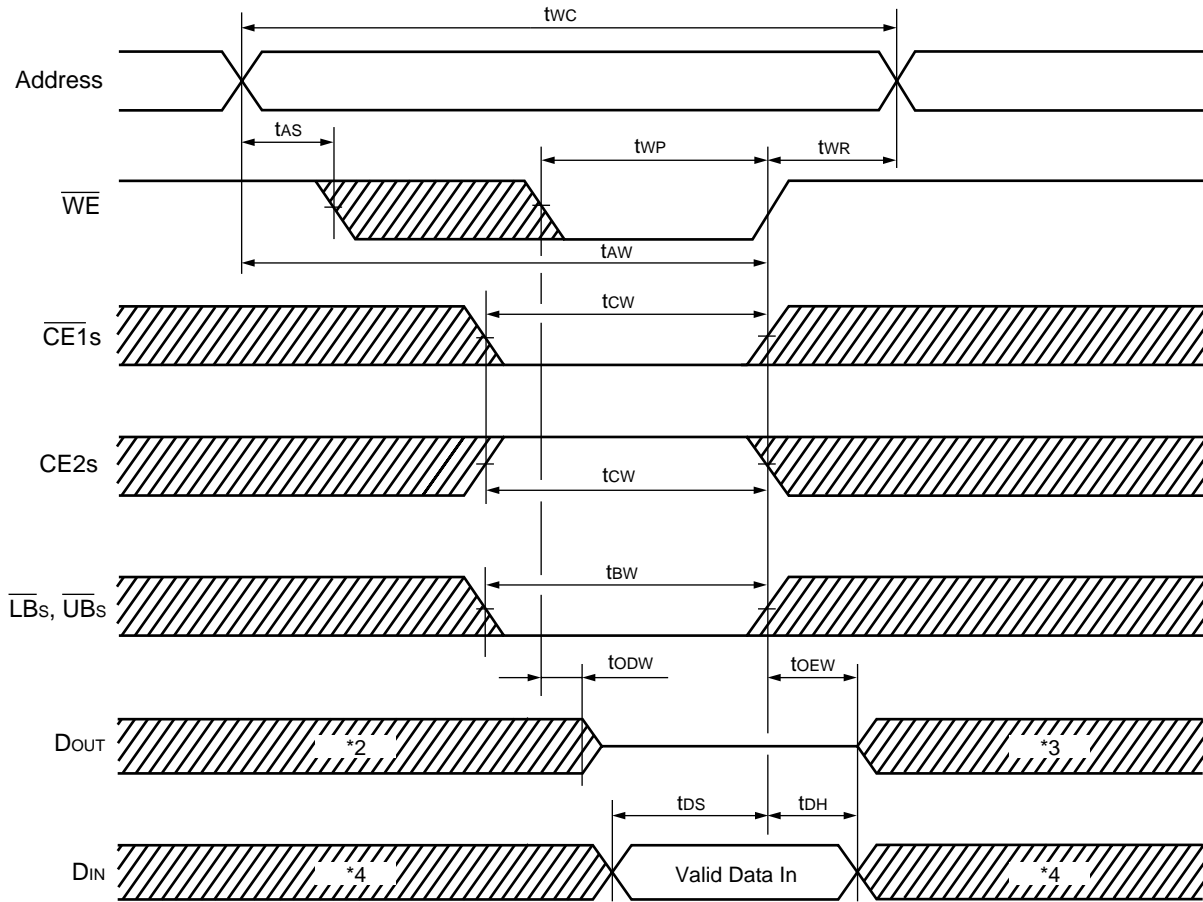 tWC
Address
tAS
tWP
tWR
WE
tAW
tCW
CE1s
CE2s
tCW
tBW
LBs, UBs
tODW
tOEW
DOUT
*2
*3
tDS
tDH
DIN
*4
Valid Data In
*4